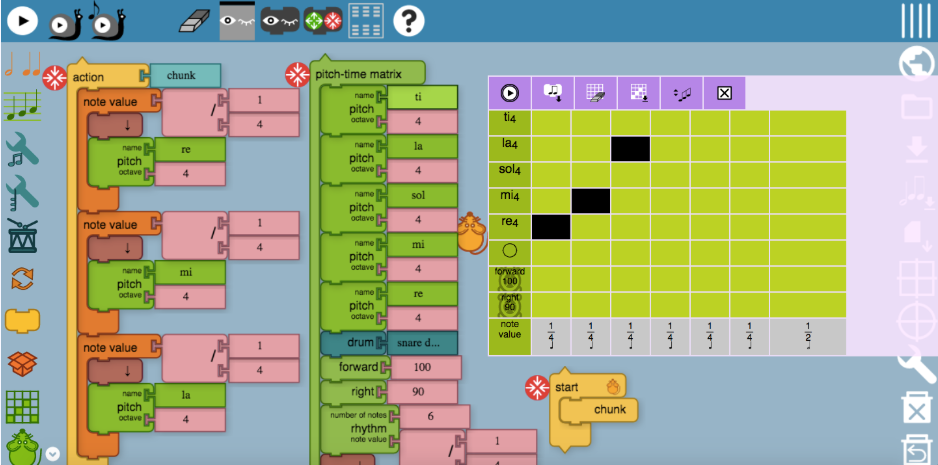 ?
action
chunk
note value
/
1
4
name
re
pitch
octave
4
note value
/
1
4
name
mi
pitch
octave
4
note value
/
1
4
name
la
pitch
octave
4
pitch-time matrix
name
ti
pitch
octave
4
name
la
pitch
octave
4
name
sol
pitch
octave
4
name
mi
pitch
octave
4
name
re
pitch
octave
4
drum snare d...
forward 100
right 90
number of notes 6
rhythm
note value
/
1
4
ti4
la4
sol4
mi4
re4
forward
100
right
90
note
value
1 1 1 1 1 1 1
4 4 4 4 4 4 2
start
chunk